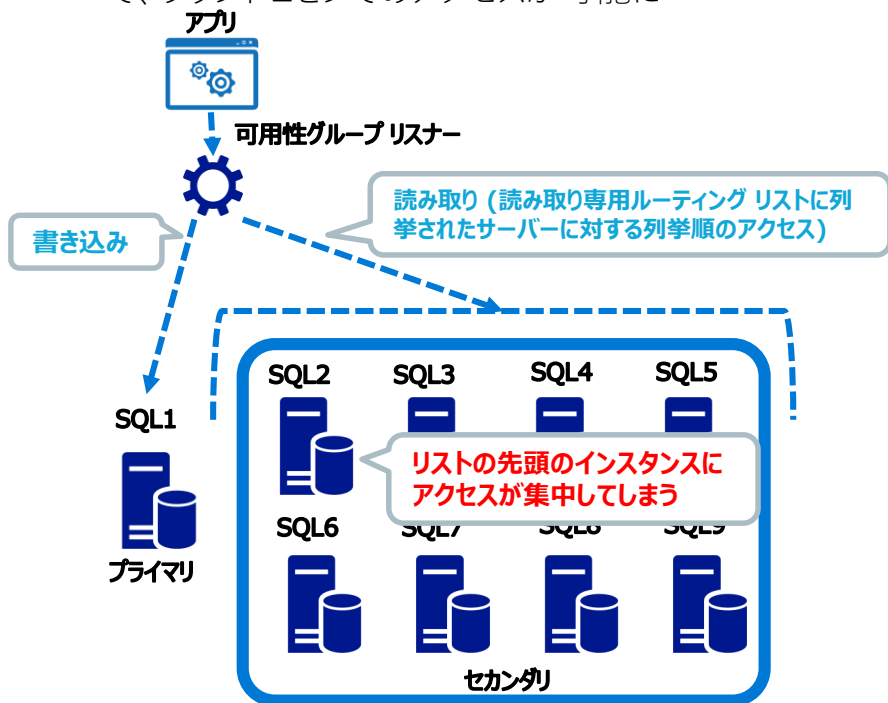 アプリ
可用性グループ リスナー
読み取り (読み取り専用ルーティング リストに列
挙されたサーバーに対する列挙順のアクセス)
書き込み
SQL2
SQL3
SQL4
SQL5
SQL1
リストの先頭のインスタンスに
アクセスが集中してしまう
SQL6
SQL7
SQL8
SQL9
プライマリ
セカンダリ